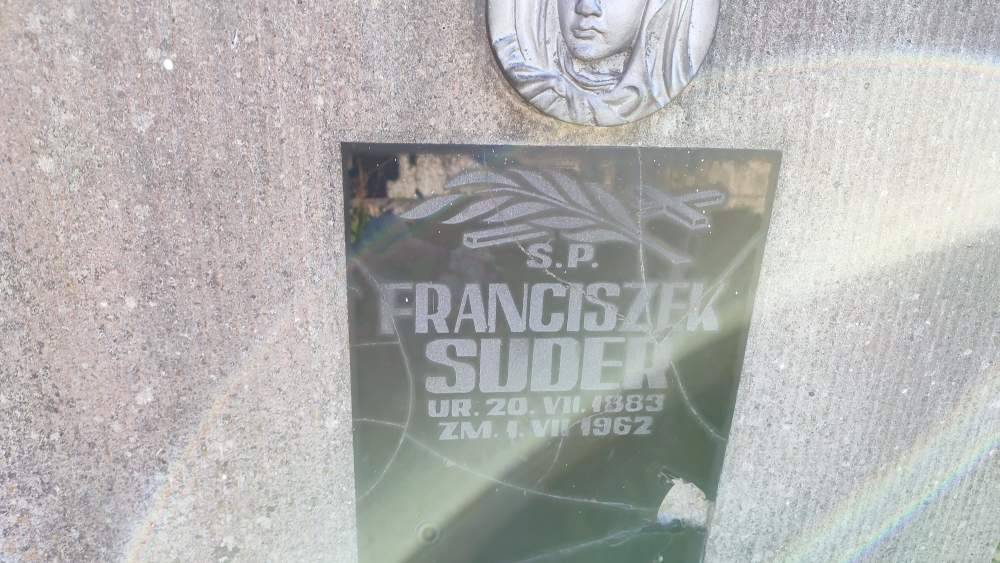 Ś.P.
FRANCISZEK
SUDER
UR. 20. VII. 1883
ZM. 1. VII 1962